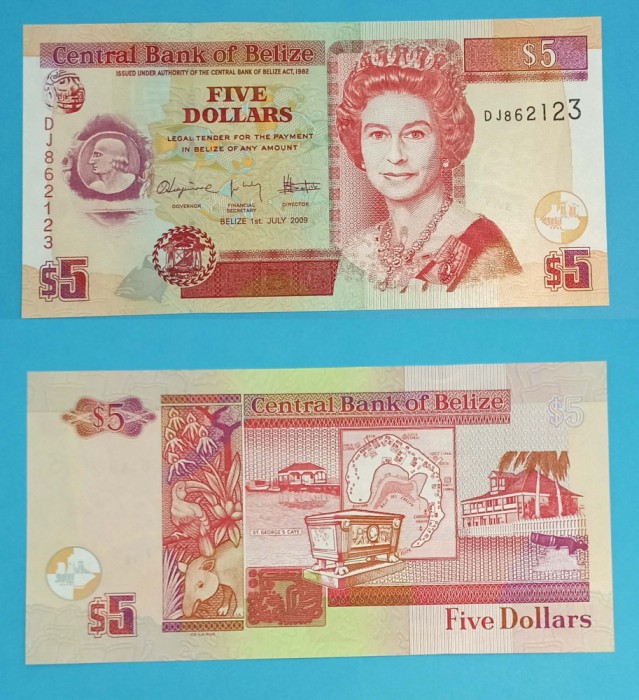 Central Bank of Belize
$5
ISSUED UNDER AUTHORITY OF THE CENTRAL BANK OF BELIZE ACT, 1982
FIVE
DOLLARS
DJ862123
LEGAL TENDER FOR THE PAYMENT
IN BELIZE OF ANY AMOUNT
DJ862123
GOVERNOR
FINANCIAL
SECRETARY
DIRECTOR
BELIZE 1st. JULY 2009
$5
$5
Central Bank of Belize
$5
$5
ST. GEORGE'S CAYE
$5
Five Dollars